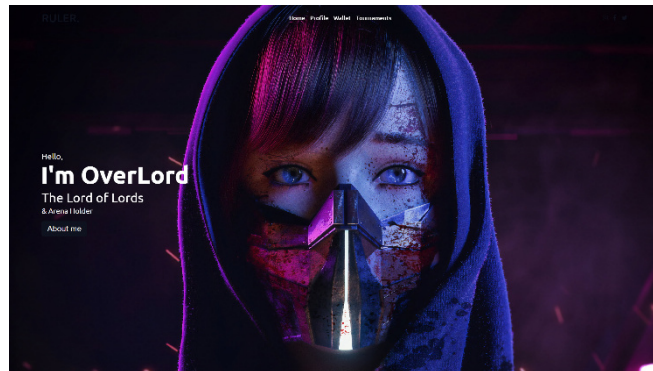 RULER.
Home Profile Wallet Tournaments
Hello,
I'm OverLord
The Lord of Lords
& Arena Holder
About me